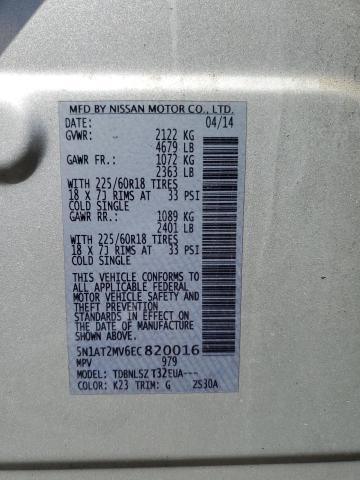 MFD BY NISSAN MOTOR CO., LTD.
DATE: 04/14
GVWR: 2122 KG
4679 LB
GAWR FR.: 1072 KG
2363 LB
WITH 225/60R18 TIRES
18 X 7J RIMS AT 33 PSI
COLD SINGLE
GAWR RR.: 1089 KG
2401 LB
WITH 225/60R18 TIRES
18 X 7J RIMS AT 33 PSI
COLD SINGLE
THIS VEHICLE CONFORMS TO
ALL APPLICABLE FEDERAL
MOTOR VEHICLE SAFETY
AND THEFT PREVENTION
STANDARDS IN EFFECT ON
THE DATE OF MANUFACTURE
SHOWN ABOVE.
5N1AT2MV6EC820016
MPV 979
MODEL: TDBNLSZ T32EUA---
COLOR: K23 TRIM: G ZS30A